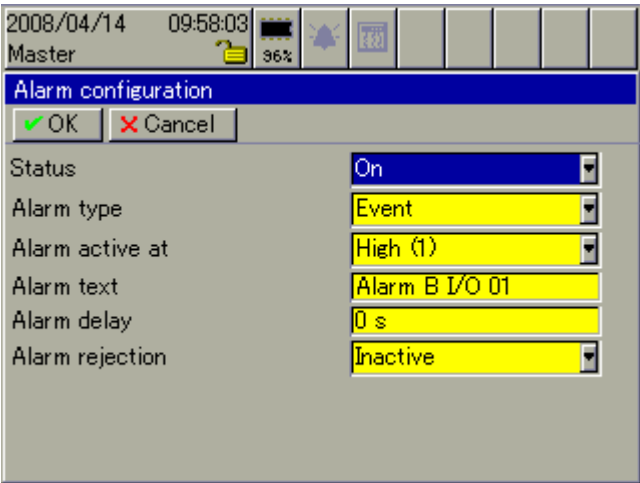 2008/04/14 09:58:03
Master 96%
Alarm configuration
OK Cancel
Status On
Alarm type Event
Alarm active at High (1)
Alarm text Alarm B I/O 01
Alarm delay 0 s
Alarm rejection Inactive